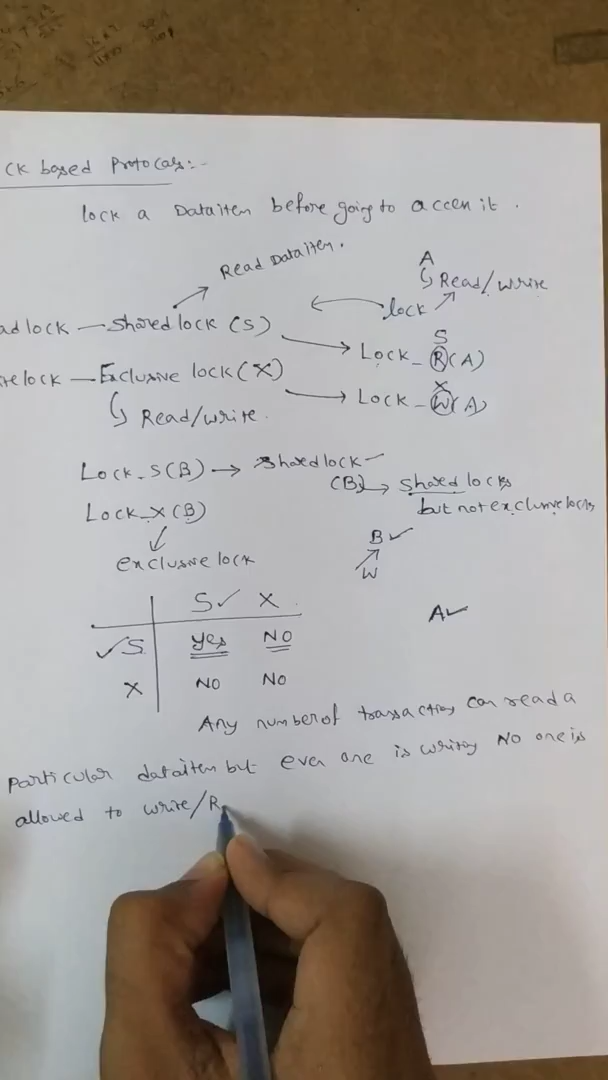 ck based Protocals:-
lock a Dataitem before going to accen it.
Read Dataitem.
A
Read/write
lock
ad lock — shared lock (S)
S
Lock_R(A)
te lock — Exclusive lock (X)
X
Lock_W(A)
Read/write.
Lock_S(B) → shared lock
(B) → shared locks
but not exclusive locks
Lock_X(B)
exclusive lock
B ✓
W
S ✓ X
A ✓
✓ S yes NO
X NO NO
Any number of transaction can read a
particular dataitem but even one is writing NO one is
allowed to write/R